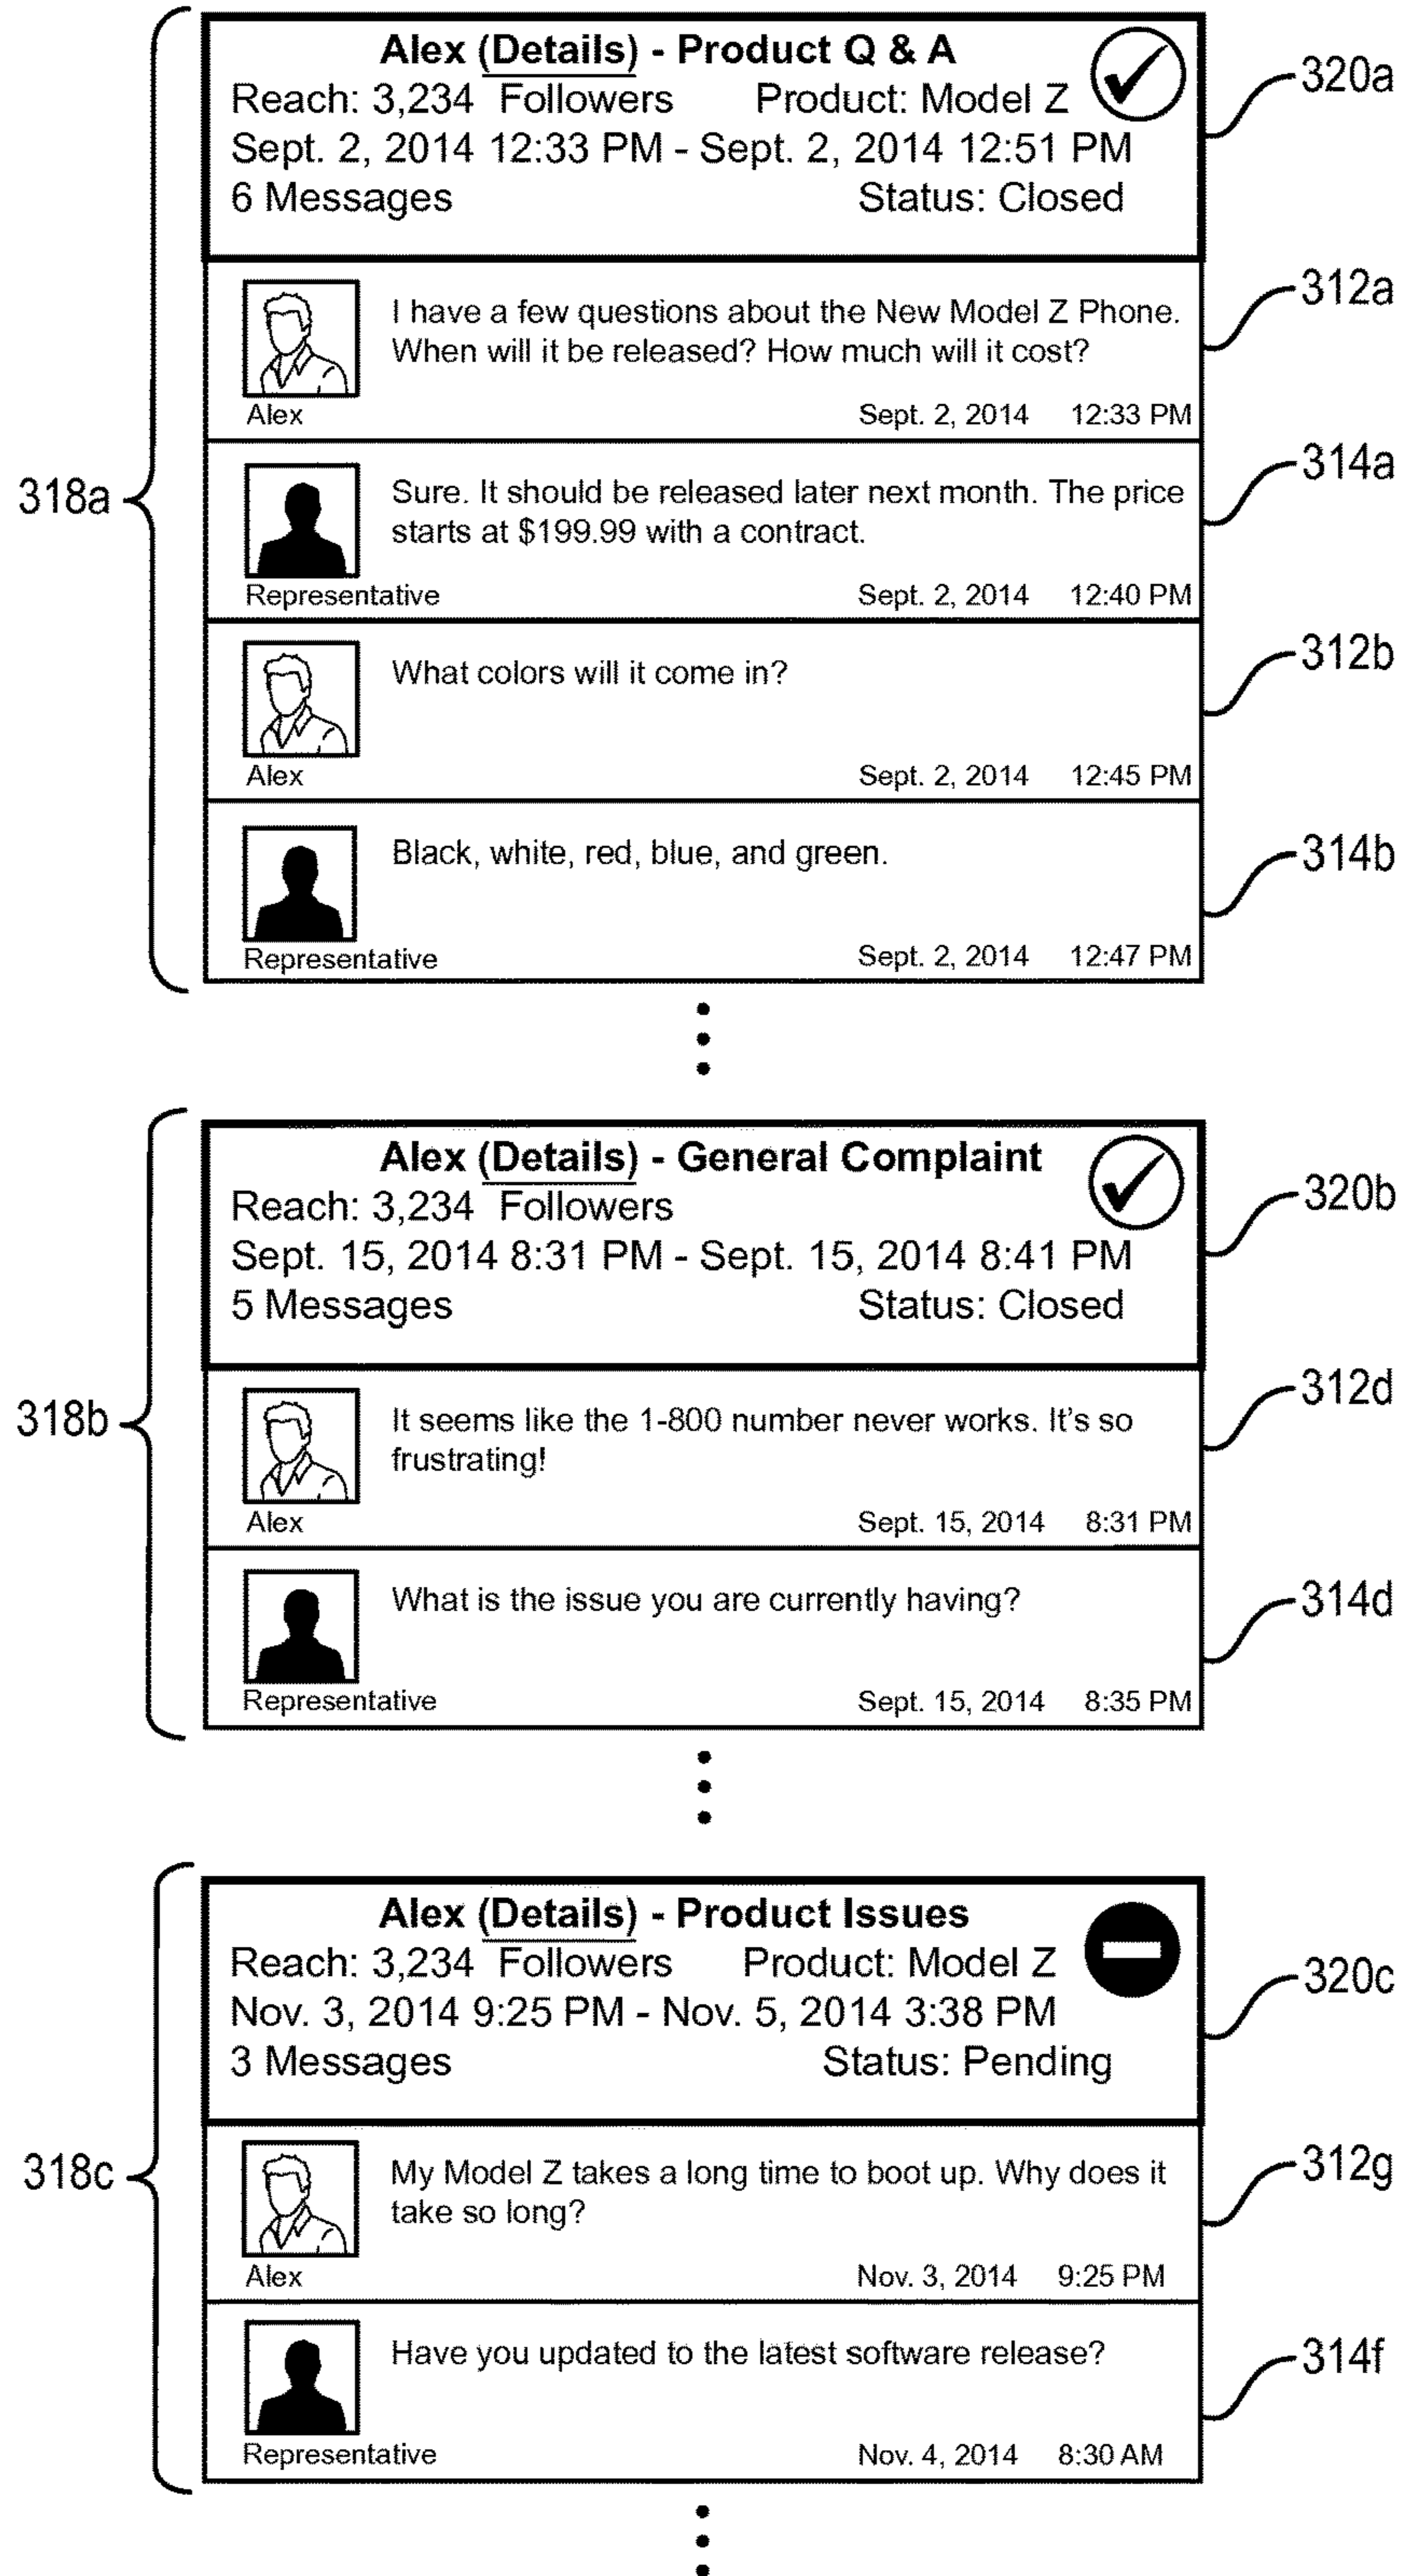 Alex (Details) - Product Q & A
Reach: 3,234 Followers Product: Model Z
Sept. 2, 2014 12:33 PM - Sept. 2, 2014 12:51 PM
6 Messages Status: Closed
320a
I have a few questions about the New Model Z Phone.
When will it be released? How much will it cost?
Alex Sept. 2, 2014 12:33 PM
312a
318a
Sure. It should be released later next month. The price
starts at $199.99 with a contract.
Representative Sept. 2, 2014 12:40 PM
314a
What colors will it come in?
Alex Sept. 2, 2014 12:45 PM
312b
Black, white, red, blue, and green.
Representative Sept. 2, 2014 12:47 PM
314b
Alex (Details) - General Complaint
Reach: 3,234 Followers
Sept. 15, 2014 8:31 PM - Sept. 15, 2014 8:41 PM
5 Messages Status: Closed
320b
318b
It seems like the 1-800 number never works. It's so
frustrating!
Alex Sept. 15, 2014 8:31 PM
312d
What is the issue you are currently having?
Representative Sept. 15, 2014 8:35 PM
314d
Alex (Details) - Product Issues
Reach: 3,234 Followers Product: Model Z
Nov. 3, 2014 9:25 PM - Nov. 5, 2014 3:38 PM
3 Messages Status: Pending
320c
318c
My Model Z takes a long time to boot up. Why does it
take so long?
Alex Nov. 3, 2014 9:25 PM
312g
Have you updated to the latest software release?
Representative Nov. 4, 2014 8:30 AM
314f